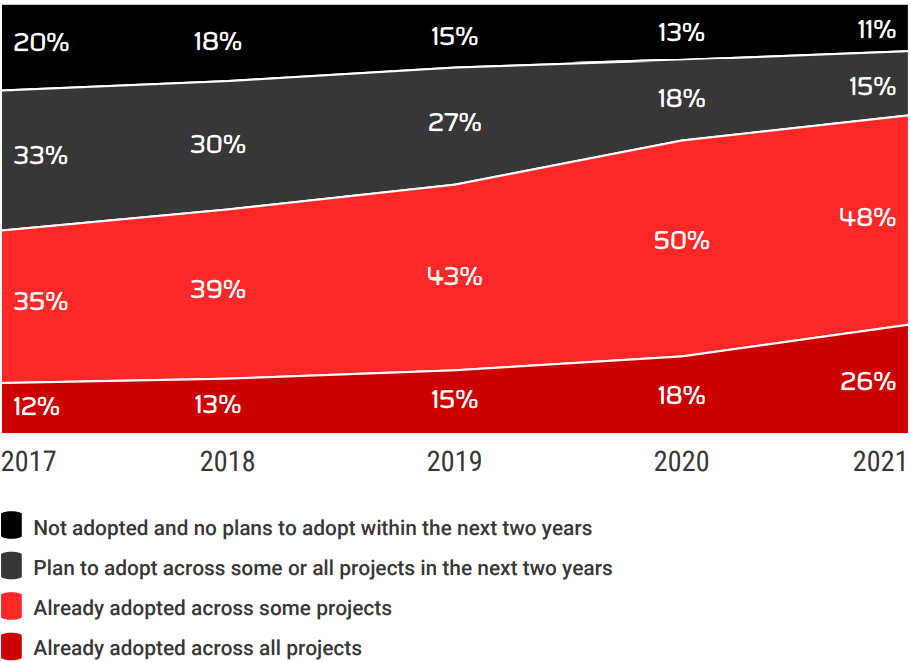 20% 18% 15% 13% 11%
33% 30% 27% 18% 15%
35% 39% 43% 50% 48%
12% 13% 15% 18% 26%
2017 2018 2019 2020 2021
Not adopted and no plans to adopt within the next two years
Plan to adopt across some or all projects in the next two years
Already adopted across some projects
Already adopted across all projects